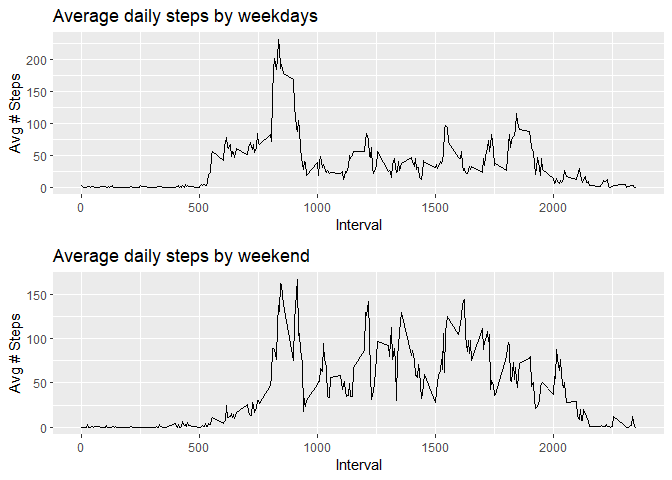 Average daily steps by weekdays
200
150
100
50
0
Avg # Steps
0 500 1000 1500 2000
Interval
Average daily steps by weekend
150
100
50
0
Avg # Steps
0 500 1000 1500 2000
Interval